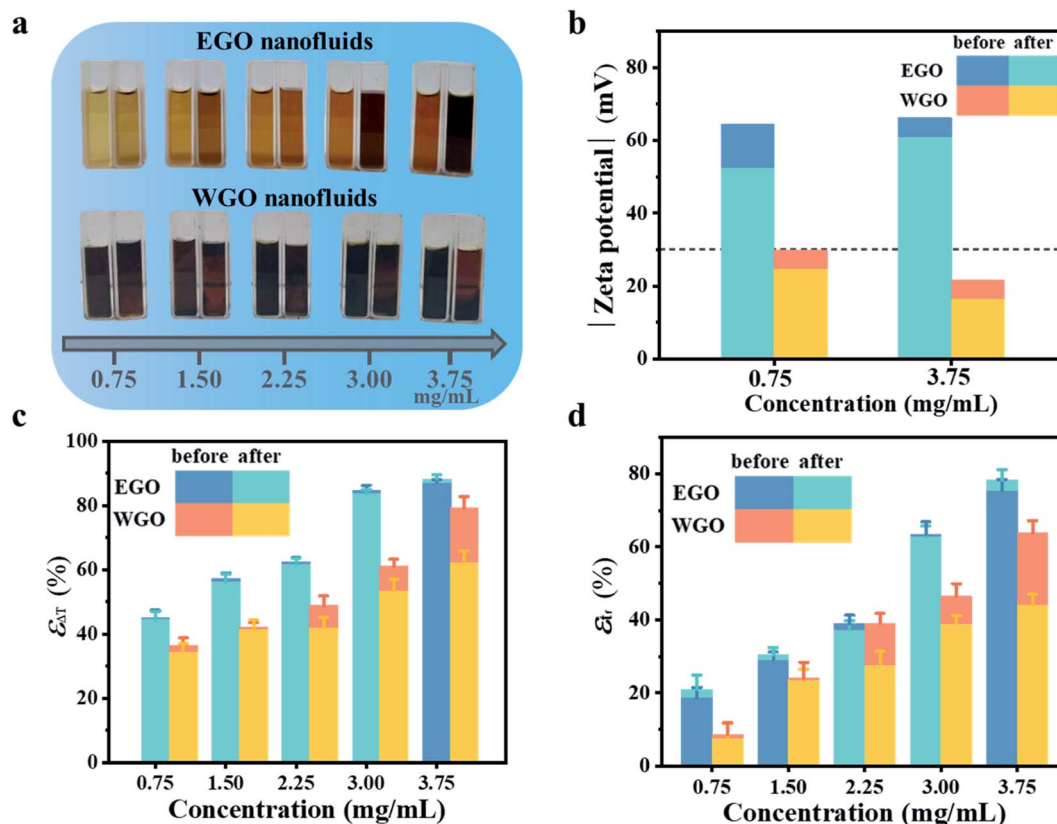 a
EGO nanofluids
WGO nanofluids
0.75 1.50 2.25 3.00 3.75
mg/mL
b
before after
EGO
WGO
| Zeta potential | (mV)
80
60
40
20
0
0.75 3.75
Concentration (mg/mL)
c
before after
EGO
WGO
εΔT (%)
100
80
60
40
20
0
0.75 1.50 2.25 3.00 3.75
Concentration (mg/mL)
d
before after
EGO
WGO
80
60
40
20
0
0.75 1.50 2.25 3.00 3.75
Concentration (mg/mL)